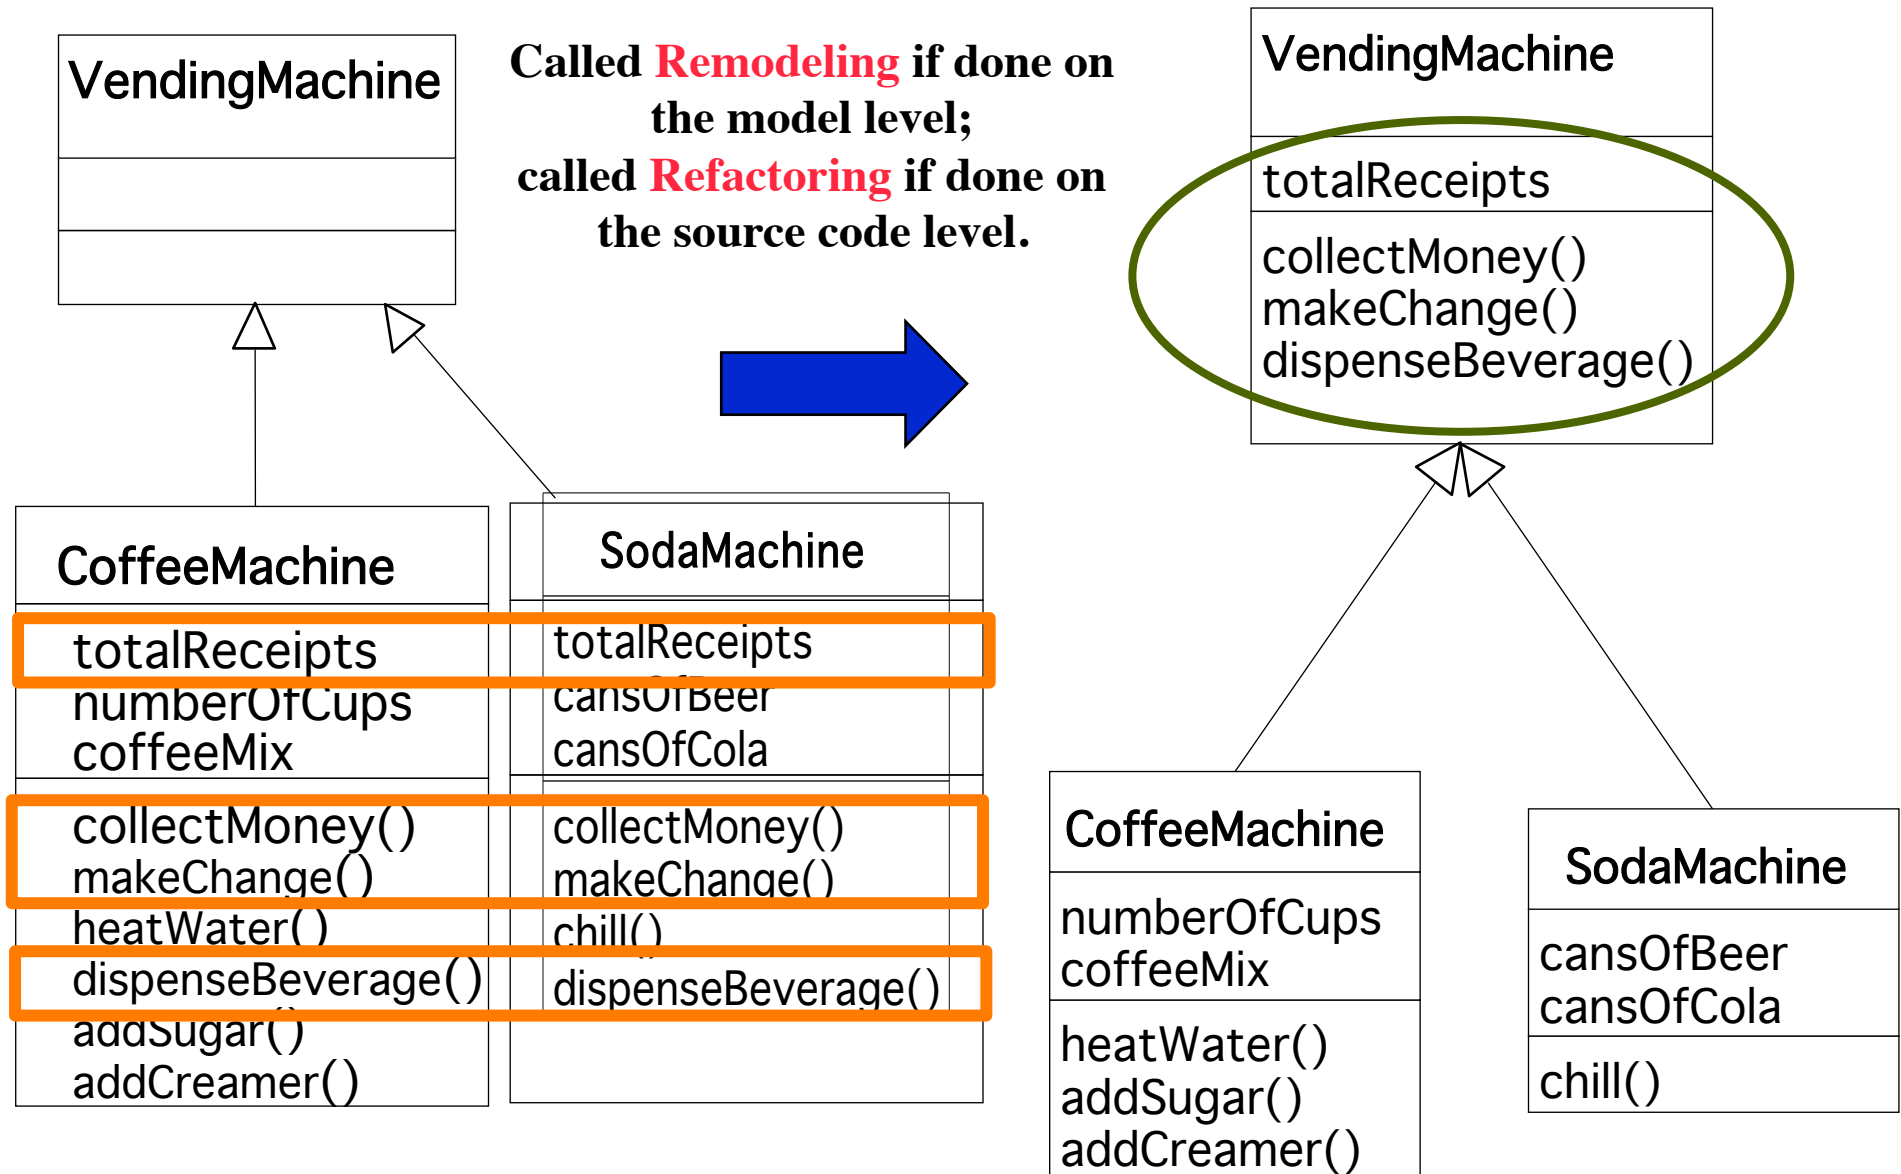 VendingMachine
Called Remodeling if done on
the model level;
called Refactoring if done on
the source code level.
CoffeeMachine
totalReceipts
numberOfCups
coffeeMix
collectMoney()
makeChange()
heatWater()
dispenseBeverage()
addSugar()
addCreamer()
SodaMachine
totalReceipts
cansOfBeer
cansOfCola
collectMoney()
makeChange()
chill()
dispenseBeverage()
VendingMachine
totalReceipts
collectMoney()
makeChange()
dispenseBeverage()
CoffeeMachine
numberOfCups
coffeeMix
heatWater()
addSugar()
addCreamer()
SodaMachine
cansOfBeer
cansOfCola
chill()